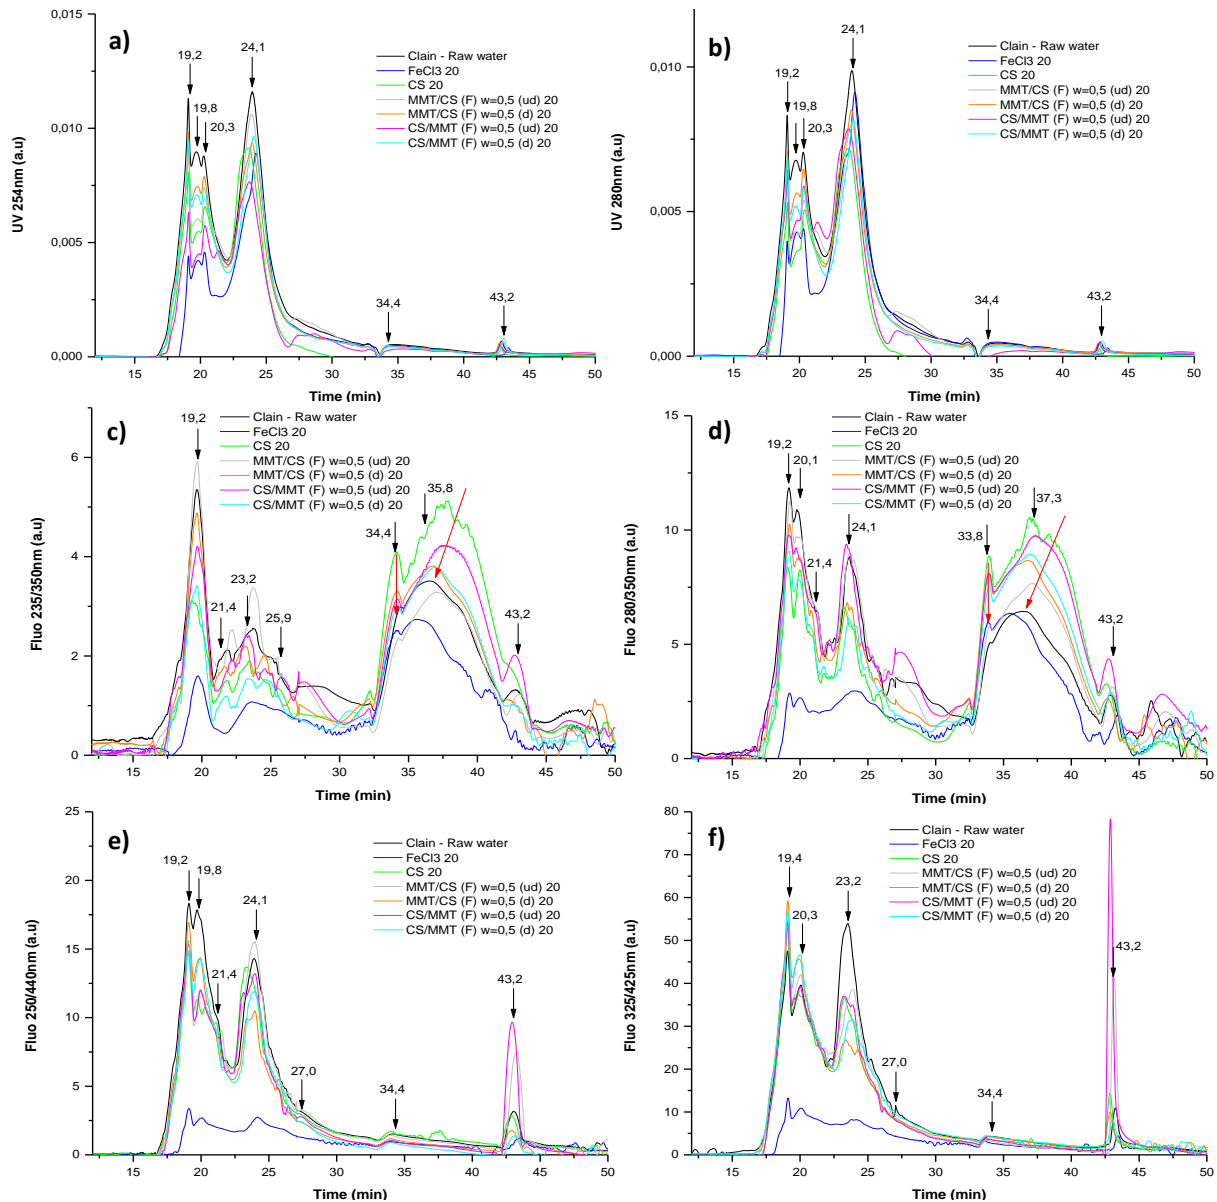 a)
UV 254nm (a.u)
0,015
0,010
0,005
0,000
19,2
19,8
20,3
24,1
34,4
43,2
Clain - Raw water
FeCl3 20
CS 20
MMT/CS (F) w=0,5 (ud) 20
MMT/CS (F) w=0,5 (d) 20
CS/MMT (F) w=0,5 (ud) 20
CS/MMT (F) w=0,5 (d) 20
15 20 25 30 35 40 45 50
Time (min)
b)
UV 280nm (a.u)
0,010
0,005
0,000
19,2
19,8
20,3
24,1
34,4
43,2
Clain - Raw water
FeCl3 20
CS 20
MMT/CS (F) w=0,5 (ud) 20
MMT/CS (F) w=0,5 (d) 20
CS/MMT (F) w=0,5 (ud) 20
CS/MMT (F) w=0,5 (d) 20
15 20 25 30 35 40 45 50
Time (min)
c)
Fluo 235/350nm (a.u)
6
4
2
0
19,2
21,4
23,2
25,9
34,4
35,8
43,2
Clain - Raw water
FeCl3 20
CS 20
MMT/CS (F) w=0,5 (ud) 20
MMT/CS (F) w=0,5 (d) 20
CS/MMT (F) w=0,5 (ud) 20
CS/MMT (F) w=0,5 (d) 20
15 20 25 30 35 40 45 50
Time (min)
d)
Fluo 280/350nm (a.u)
15
10
5
0
19,2
20,1
21,4
24,1
33,8
37,3
43,2
Clain - Raw water
FeCl3 20
CS 20
MMT/CS (F) w=0,5 (ud) 20
MMT/CS (F) w=0,5 (d) 20
CS/MMT (F) w=0,5 (ud) 20
CS/MMT (F) w=0,5 (d) 20
15 20 25 30 35 40 45 50
Time (min)
e)
Fluo 250/440nm (a.u)
25
20
15
10
5
0
19,2
19,8
21,4
24,1
27,0
34,4
43,2
Clain - Raw water
FeCl3 20
CS 20
MMT/CS (F) w=0,5 (ud) 20
MMT/CS (F) w=0,5 (d) 20
CS/MMT (F) w=0,5 (ud) 20
CS/MMT (F) w=0,5 (d) 20
15 20 25 30 35 40 45 50
Time (min)
f)
Fluo 325/425nm (a.u)
80
70
60
50
40
30
20
10
0
19,4
20,3
23,2
27,0
34,4
43,2
Clain - Raw water
FeCl3 20
CS 20
MMT/CS (F) w=0,5 (ud) 20
MMT/CS (F) w=0,5 (d) 20
CS/MMT (F) w=0,5 (ud) 20
CS/MMT (F) w=0,5 (d) 20
15 20 25 30 35 40 45 50
Time (min)